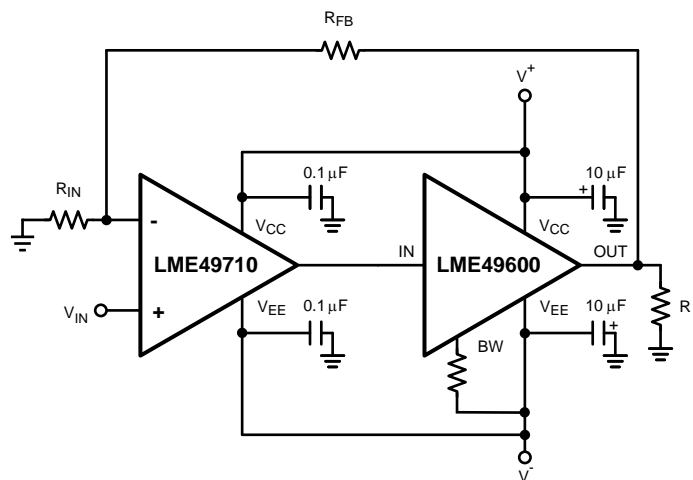 R_FB
V^+
0.1 μF
+ 10 μF
R_IN
-
V_CC
V_CC
LME49710
IN
LME49600
OUT
V_IN
+
V_EE
0.1 μF
V_EE
10 μF
+
BW
R
V^-